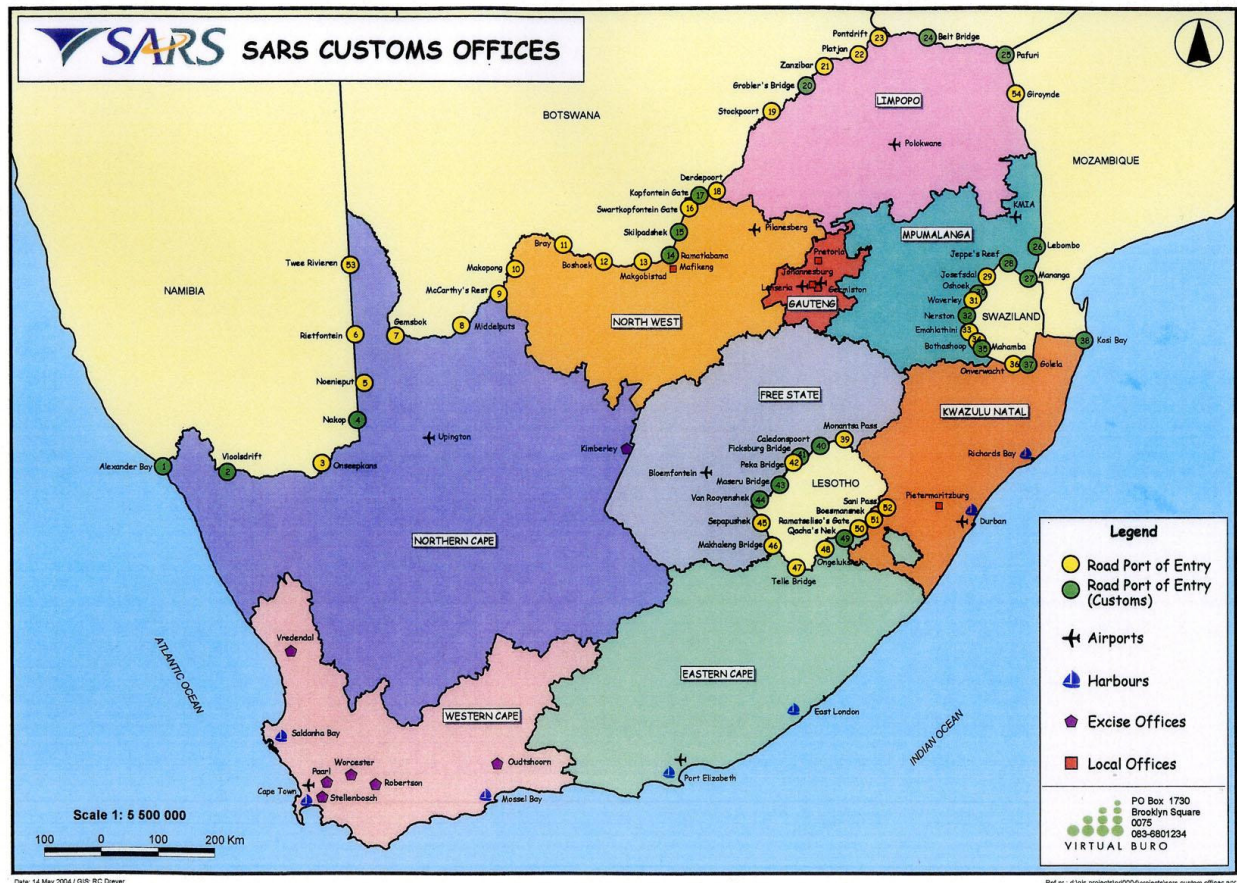 SARS SARS CUSTOMS OFFICES
BOTSWANA
NAMIBIA
MOZAMBIQUE
SWAZILAND
LESOTHO
LIMPOPO
MPUMALANGA
GAUTENG
NORTH WEST
FREE STATE
KWAZULU NATAL
NORTHERN CAPE
EASTERN CAPE
WESTERN CAPE
ATLANTIC OCEAN
INDIAN OCEAN
Alexander Bay 1
Vioolsdrift 2
3 Onseepkans
Nakop 4
Noenieput 5
Rietfontein 6
Twee Rivieren 53
Gemsbok 7
8 Middelputs
McCarthy's Rest 9
Makopong 10
Bray 11
Boshoek 12
Makgobistad 13
14 Ramatlabama
Mafikeng
Skilpadshek 15
Swartkopfontein Gate 16
Kopfontein Gate 17
Derdepoort 18
Stockpoort 19
Grobler's Bridge 20
Zanzibar 21
Platjan 22
Pontdrift 23
24 Beit Bridge
25 Pafuri
54 Giroynde
Polokwane
Pilanesberg
KMIA
26 Lebombo
27 Mananga
Jeppe's Reef 28
Josefsdal 29
Oshoek 30
Waverley 31
Nerston 32
Emahlathini 33
Bothashoop 34
35 Mahamba
Onverwacht 36
37 Golela
38 Kosi Bay
Pretoria
Johannesburg
Lanseria
Germiston
Upington
Kimberley
Bloemfontein
Monantsa Pass 39
Caledonspoort 40
Ficksburg Bridge 41
Peka Bridge 42
Maseru Bridge 43
Van Rooyenshek 44
Sepapushek 45
Makhaleng Bridge 46
47 Telle Bridge
48
Qacha's Nek 49
Ramatseliso's Gate 50
Boesmansnek 51
Sani Pass 52
Pietermaritzburg
Richards Bay
Durban
East London
Port Elizabeth
Vredendal
Saldanha Bay
Worcester
Paarl
Robertson
Stellenbosch
Cape Town
Oudtshoorn
Mossel Bay
Legend
Road Port of Entry
Road Port of Entry
(Customs)
Airports
Harbours
Excise Offices
Local Offices
PO Box 1730
Brooklyn Square
0075
083-6801234
VIRTUAL BURO
Scale 1: 5 500 000
100 0 100 200 Km
Date: 14 May 2004 / GIS: RC Drever